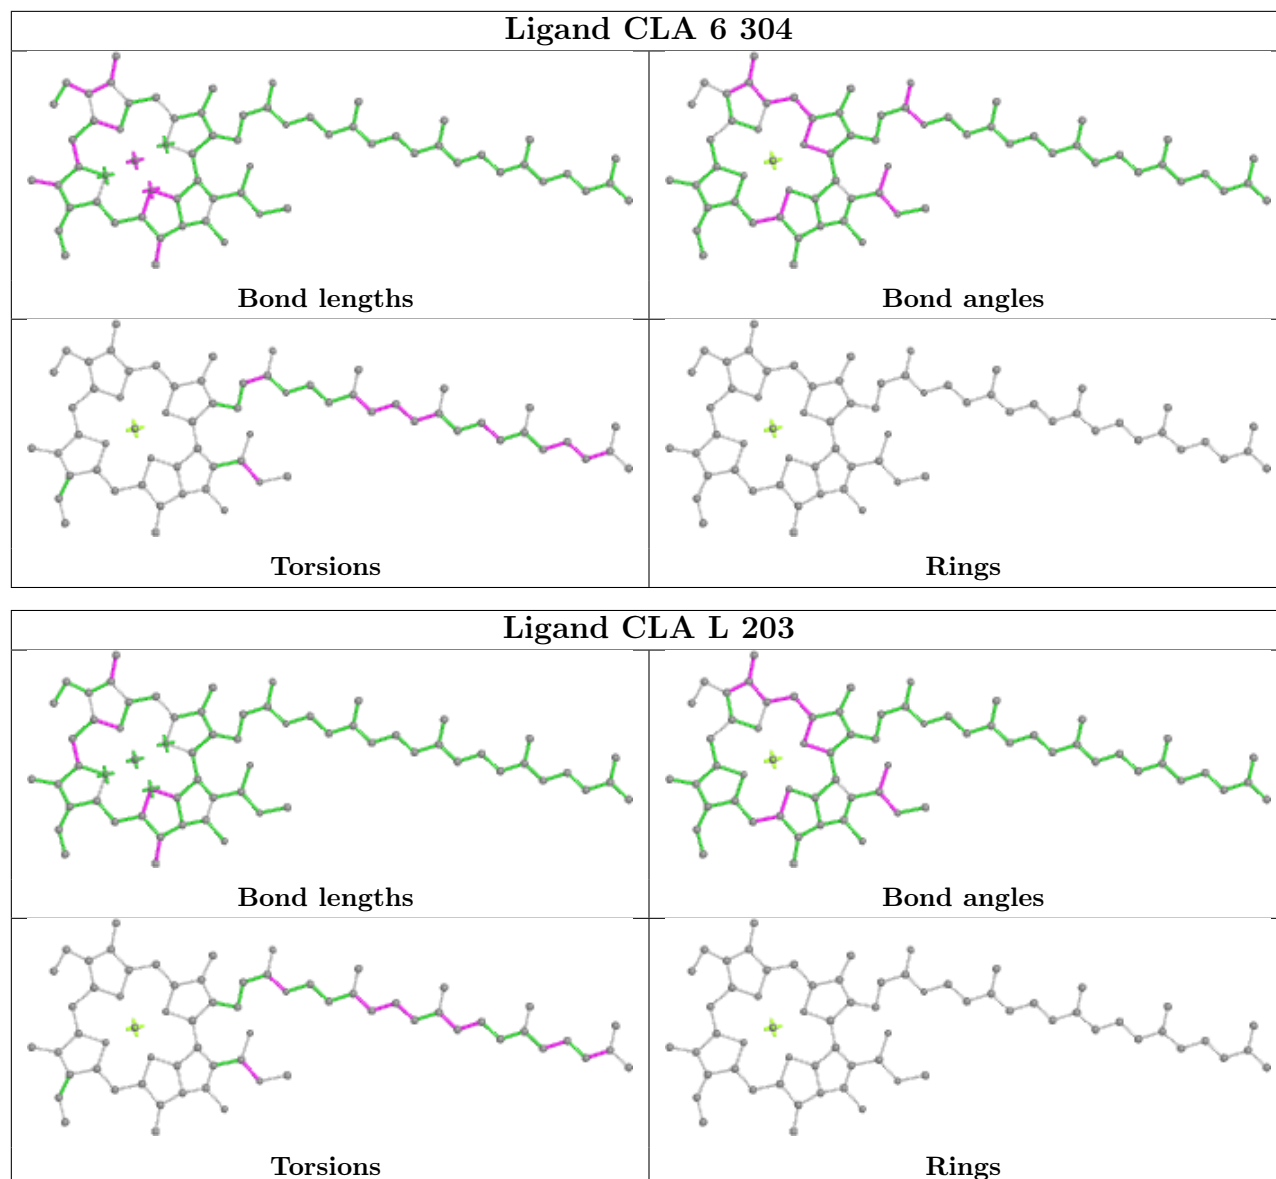 Ligand CLA 6 304
Bond lengths
Bond angles
Torsions
Rings
Ligand CLA L 203
Bond lengths
Bond angles
Torsions
Rings